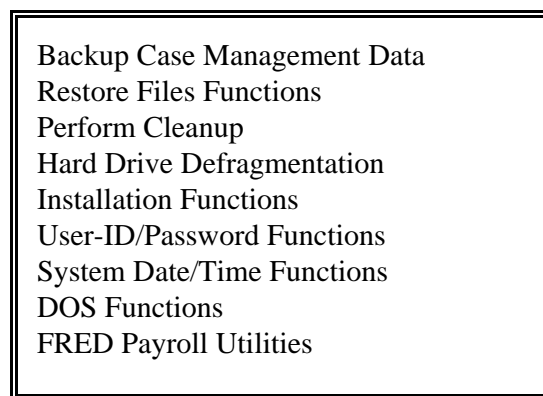 Backup Case Management Data
Restore Files Functions
Perform Cleanup
Hard Drive Defragmentation
Installation Functions
User-ID/Password Functions
System Date/Time Functions
DOS Functions
FRED Payroll Utilities